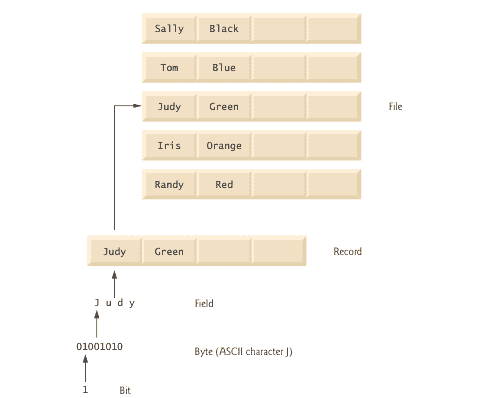 Sally Black
Tom Blue
Judy Green File
Iris Orange
Randy Red
Judy Green Record
J u d y Field
01001010 Byte (ASCII character J)
1 Bit